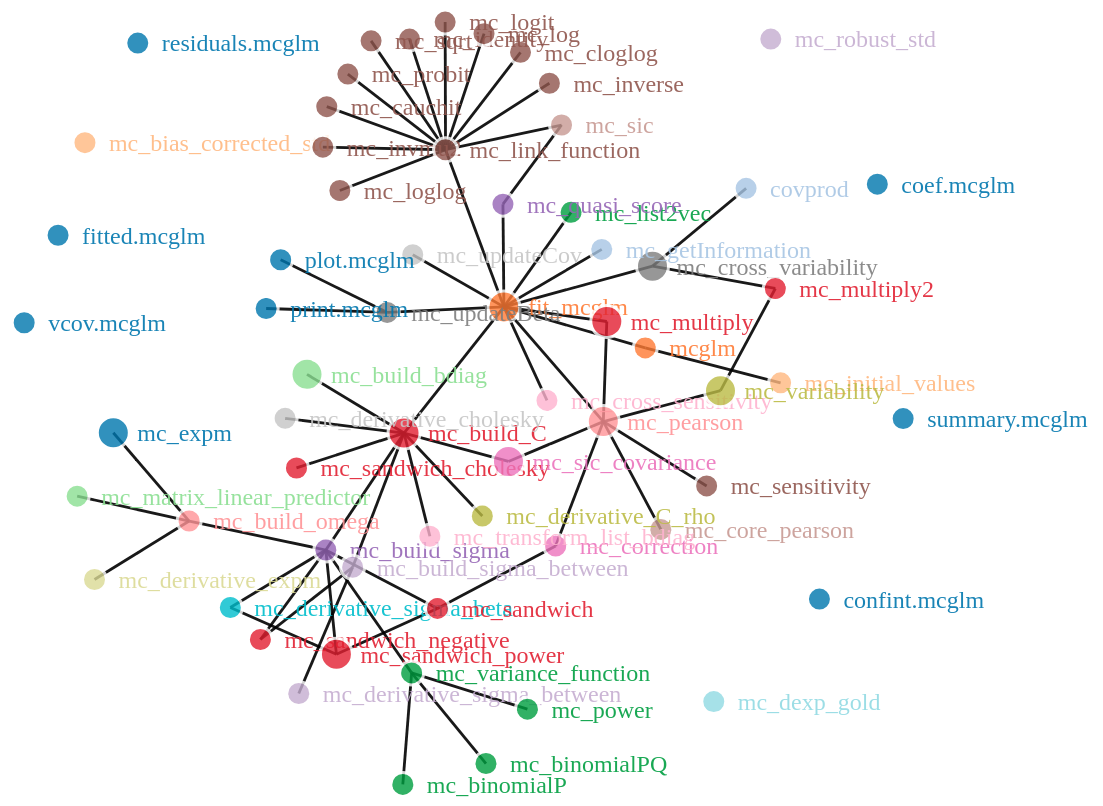 mc_logit
mc_log
mc_identity
mc_sqrt
residuals.mcglm
mc_robust_std
mc_cloglog
mc_probit
mc_inverse
mc_cauchit
mc_sic
mc_bias_corrected_s
mc_link_function
mc_loglog
covprod
coef.mcglm
mc_quasi_score
mc_list2vec
fitted.mcglm
mc_updateCov
mc_getInformation
plot.mcglm
mc_cross_variability
mc_multiply2
print.mcglm
fit_mcglm
mc_updateBeta
vcov.mcglm
mc_multiply
mcglm
mc_build_bdiag
mc_initial_values
mc_variability
mc_cross_sensitivity
mc_derivative_cholesky
mc_pearson
summary.mcglm
mc_expm
mc_build_C
mc_sic_covariance
mc_sandwich_cholesky
mc_sensitivity
mc_matrix_linear_predictor
mc_derivative_C_rho
mc_build_omega
mc_core_pearson
mc_transform_list_bdiag
mc_correction
mc_build_sigma
mc_build_sigma_between
mc_derivative_expm
confint.mcglm
mc_derivative_sigma_beta
mc_sandwich
mc_sandwich_negative
mc_sandwich_power
mc_variance_function
mc_derivative_sigma_between
mc_dexp_gold
mc_power
mc_binomialPQ
mc_binomialP